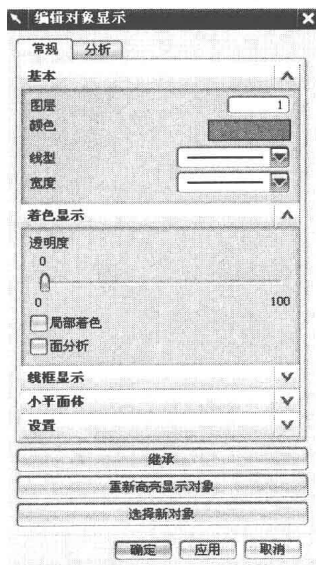 编辑对象显示
常规 分析
基本
图层 1
颜色
线型
宽度
着色显示
透明度
0
0 100
局部着色
面分析
线框显示
小平面体
设置
继承
重新高亮显示对象
选择新对象
确定 应用 取消